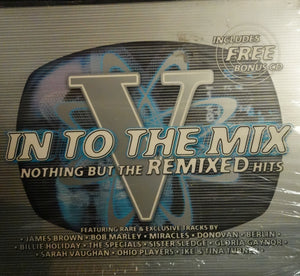 INCLUDES
FREE
BONUS CD
V
IN TO THE MIX
NOTHING BUT THE REMIXED HITS
FEATURING RARE & EXCLUSIVE TRACKS BY
• JAMES BROWN • BOB MARLEY • MIRACLES • DONOVAN • BERLIN •
• BILLIE HOLIDAY • THE SPECIALS • SISTER SLEDGE • GLORIA GAYNOR •
• SARAH VAUGHAN • OHIO PLAYERS • IKE & TINA TURNER •